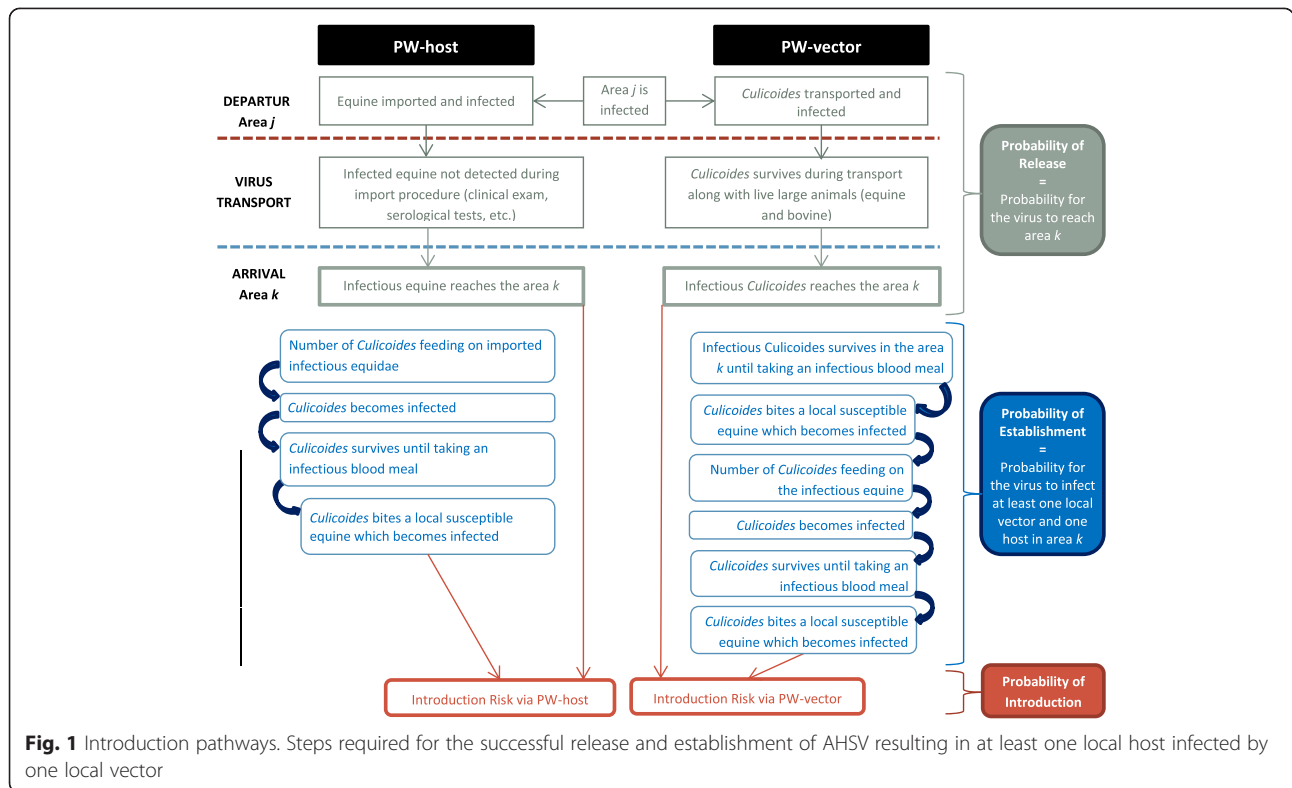 PW-host
PW-vector
DEPARTUR
Area j
Equine imported and infected
Area j is
infected
Culicoides transported and
infected
VIRUS
TRANSPORT
Infected equine not detected during
import procedure (clinical exam,
serological tests, etc.)
Culicoides survives during transport
along with live large animals (equine
and bovine)
ARRIVAL
Area k
Infectious equine reaches the area k
Infectious Culicoides reaches the area k
Probability of
Release
=
Probability for
the virus to reach
area k
Number of Culicoides feeding on imported
infectious equidae
Culicoides becomes infected
Culicoides survives until taking an
infectious blood meal
Culicoides bites a local susceptible
equine which becomes infected
Infectious Culicoides survives in the area
k until taking an infectious blood meal
Culicoides bites a local susceptible
equine which becomes infected
Number of Culicoides feeding on
the infectious equine
Culicoides becomes infected
Culicoides survives until taking an
infectious blood meal
Culicoides bites a local susceptible
equine which becomes infected
Probability of
Establishment
=
Probability for
the virus to infect
at least one local
vector and one
host in area k
Introduction Risk via PW-host
Introduction Risk via PW-vector
Probability of
Introduction
Fig. 1 Introduction pathways. Steps required for the successful release and establishment of AHSV resulting in at least one local host infected by
one local vector